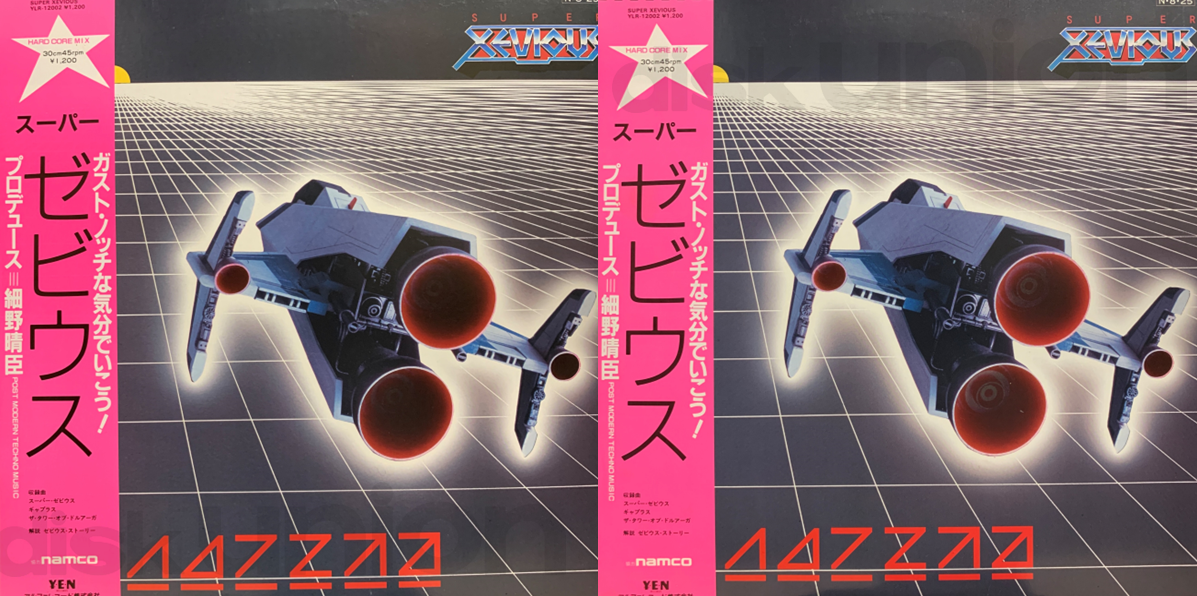 SUPER XEVIOUS
YLR-12002 ¥1,200
HARD CORE MIX
30cm45rpm
¥1,200
スーパー
ゼビウス
ガスト・ノッチな気分でいこう!
プロデュース=細野晴臣
POST MODERN TECHNO MUSIC
収録曲
スーパー・ゼビウス
ギャプラス
ザ・タワー・オブ・ドルアーガ
解説 ゼビウス・ストーリー
namco
YEN
SUPER
XEVIOUS
disk union
SUPER XEVIOUS
YLR-12002 ¥1,200
HARD CORE MIX
30cm45rpm
¥1,200
スーパー
ゼビウス
ガスト・ノッチな気分でいこう!
プロデュース=細野晴臣
POST MODERN TECHNO MUSIC
収録曲
スーパー・ゼビウス
ギャプラス
ザ・タワー・オブ・ドルアーガ
解説 ゼビウス・ストーリー
namco
YEN
N-8-25
SUPER
XEVIOUS
disk union